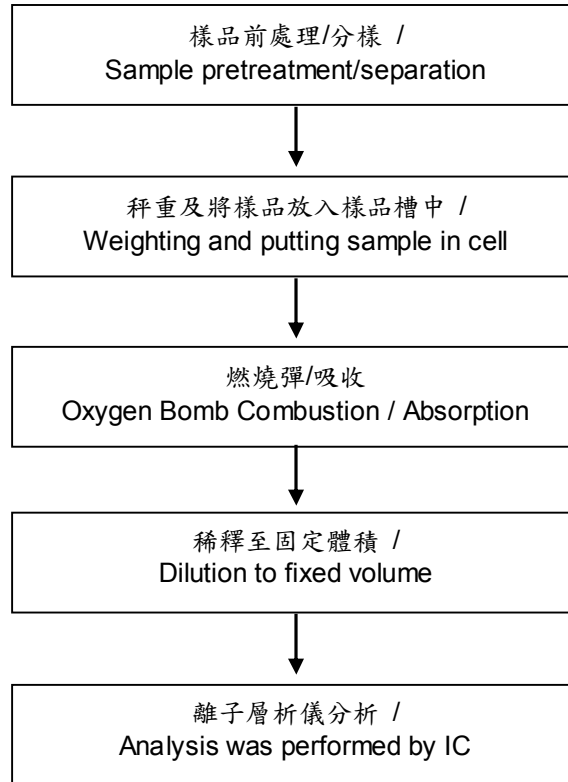 樣品前處理/分樣 /
Sample pretreatment/separation
秤重及將樣品放入樣品槽中 /
Weighting and putting sample in cell
燃燒彈/吸收
Oxygen Bomb Combustion / Absorption
稀釋至固定體積 /
Dilution to fixed volume
離子層析儀分析 /
Analysis was performed by IC